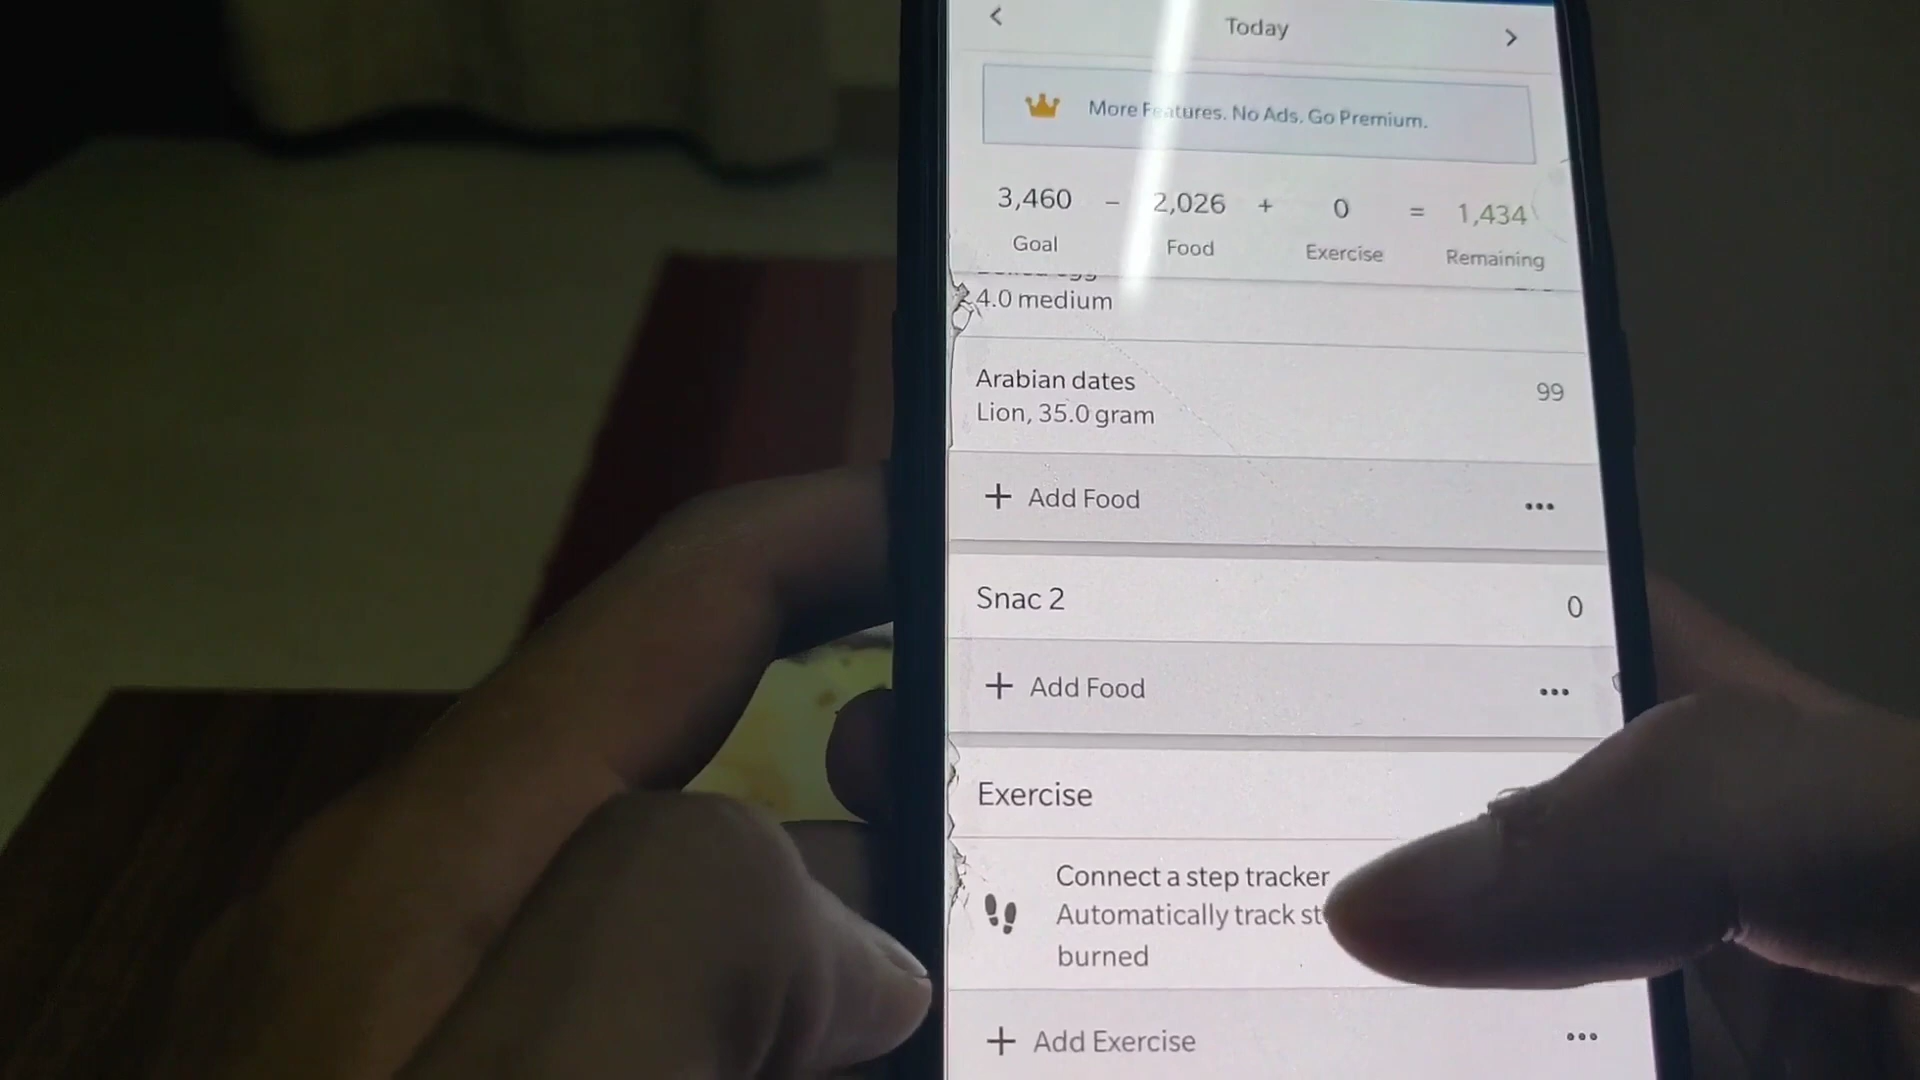 Today
More Features. No Ads. Go Premium.
3,460 - 2,026 + 0 = 1,434
Goal Food Exercise Remaining
4.0 medium
Arabian dates 99
Lion, 35.0 gram
+ Add Food
Snac 2 0
+ Add Food
Exercise
Connect a step tracker
Automatically track
burned
+ Add Exercise